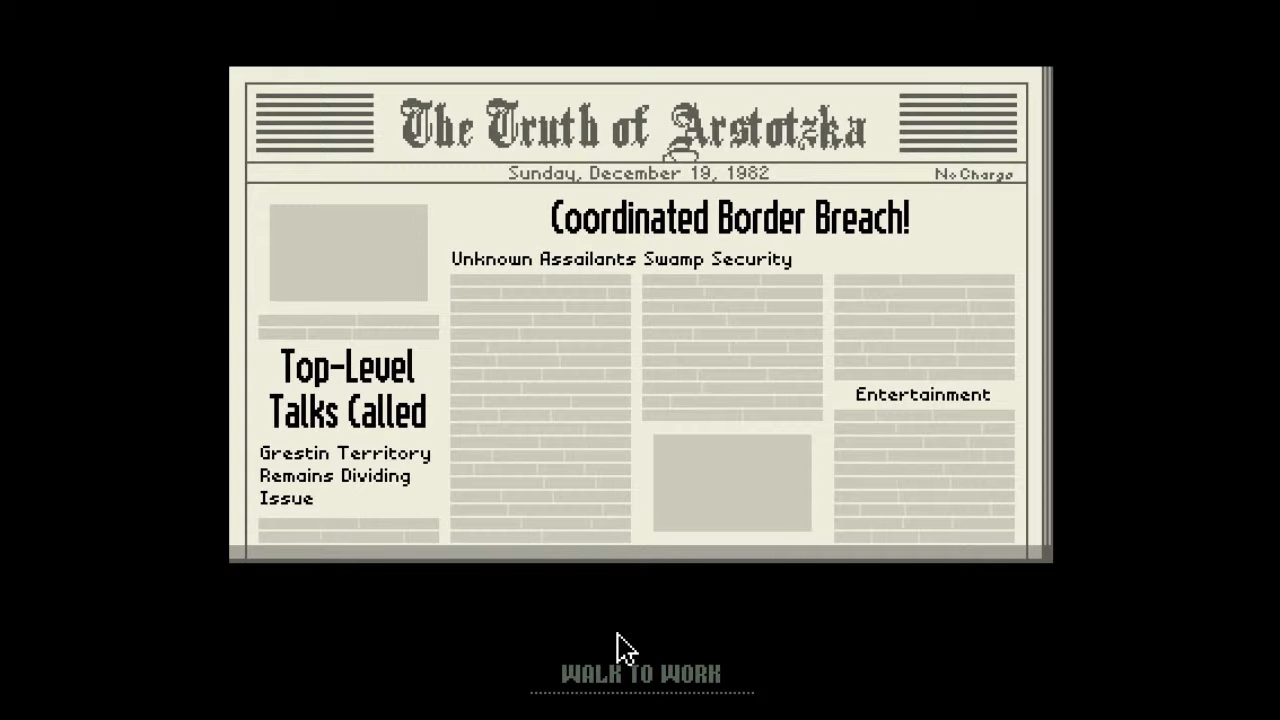 The Truth of Arstotzka
Sunday, December 19, 1982
No Charge
Coordinated Border Breach!
Unknown Assailants Swamp Security
Top-Level
Talks Called
Grestin Territory
Remains Dividing
Issue
Entertainment
WALK TO WORK